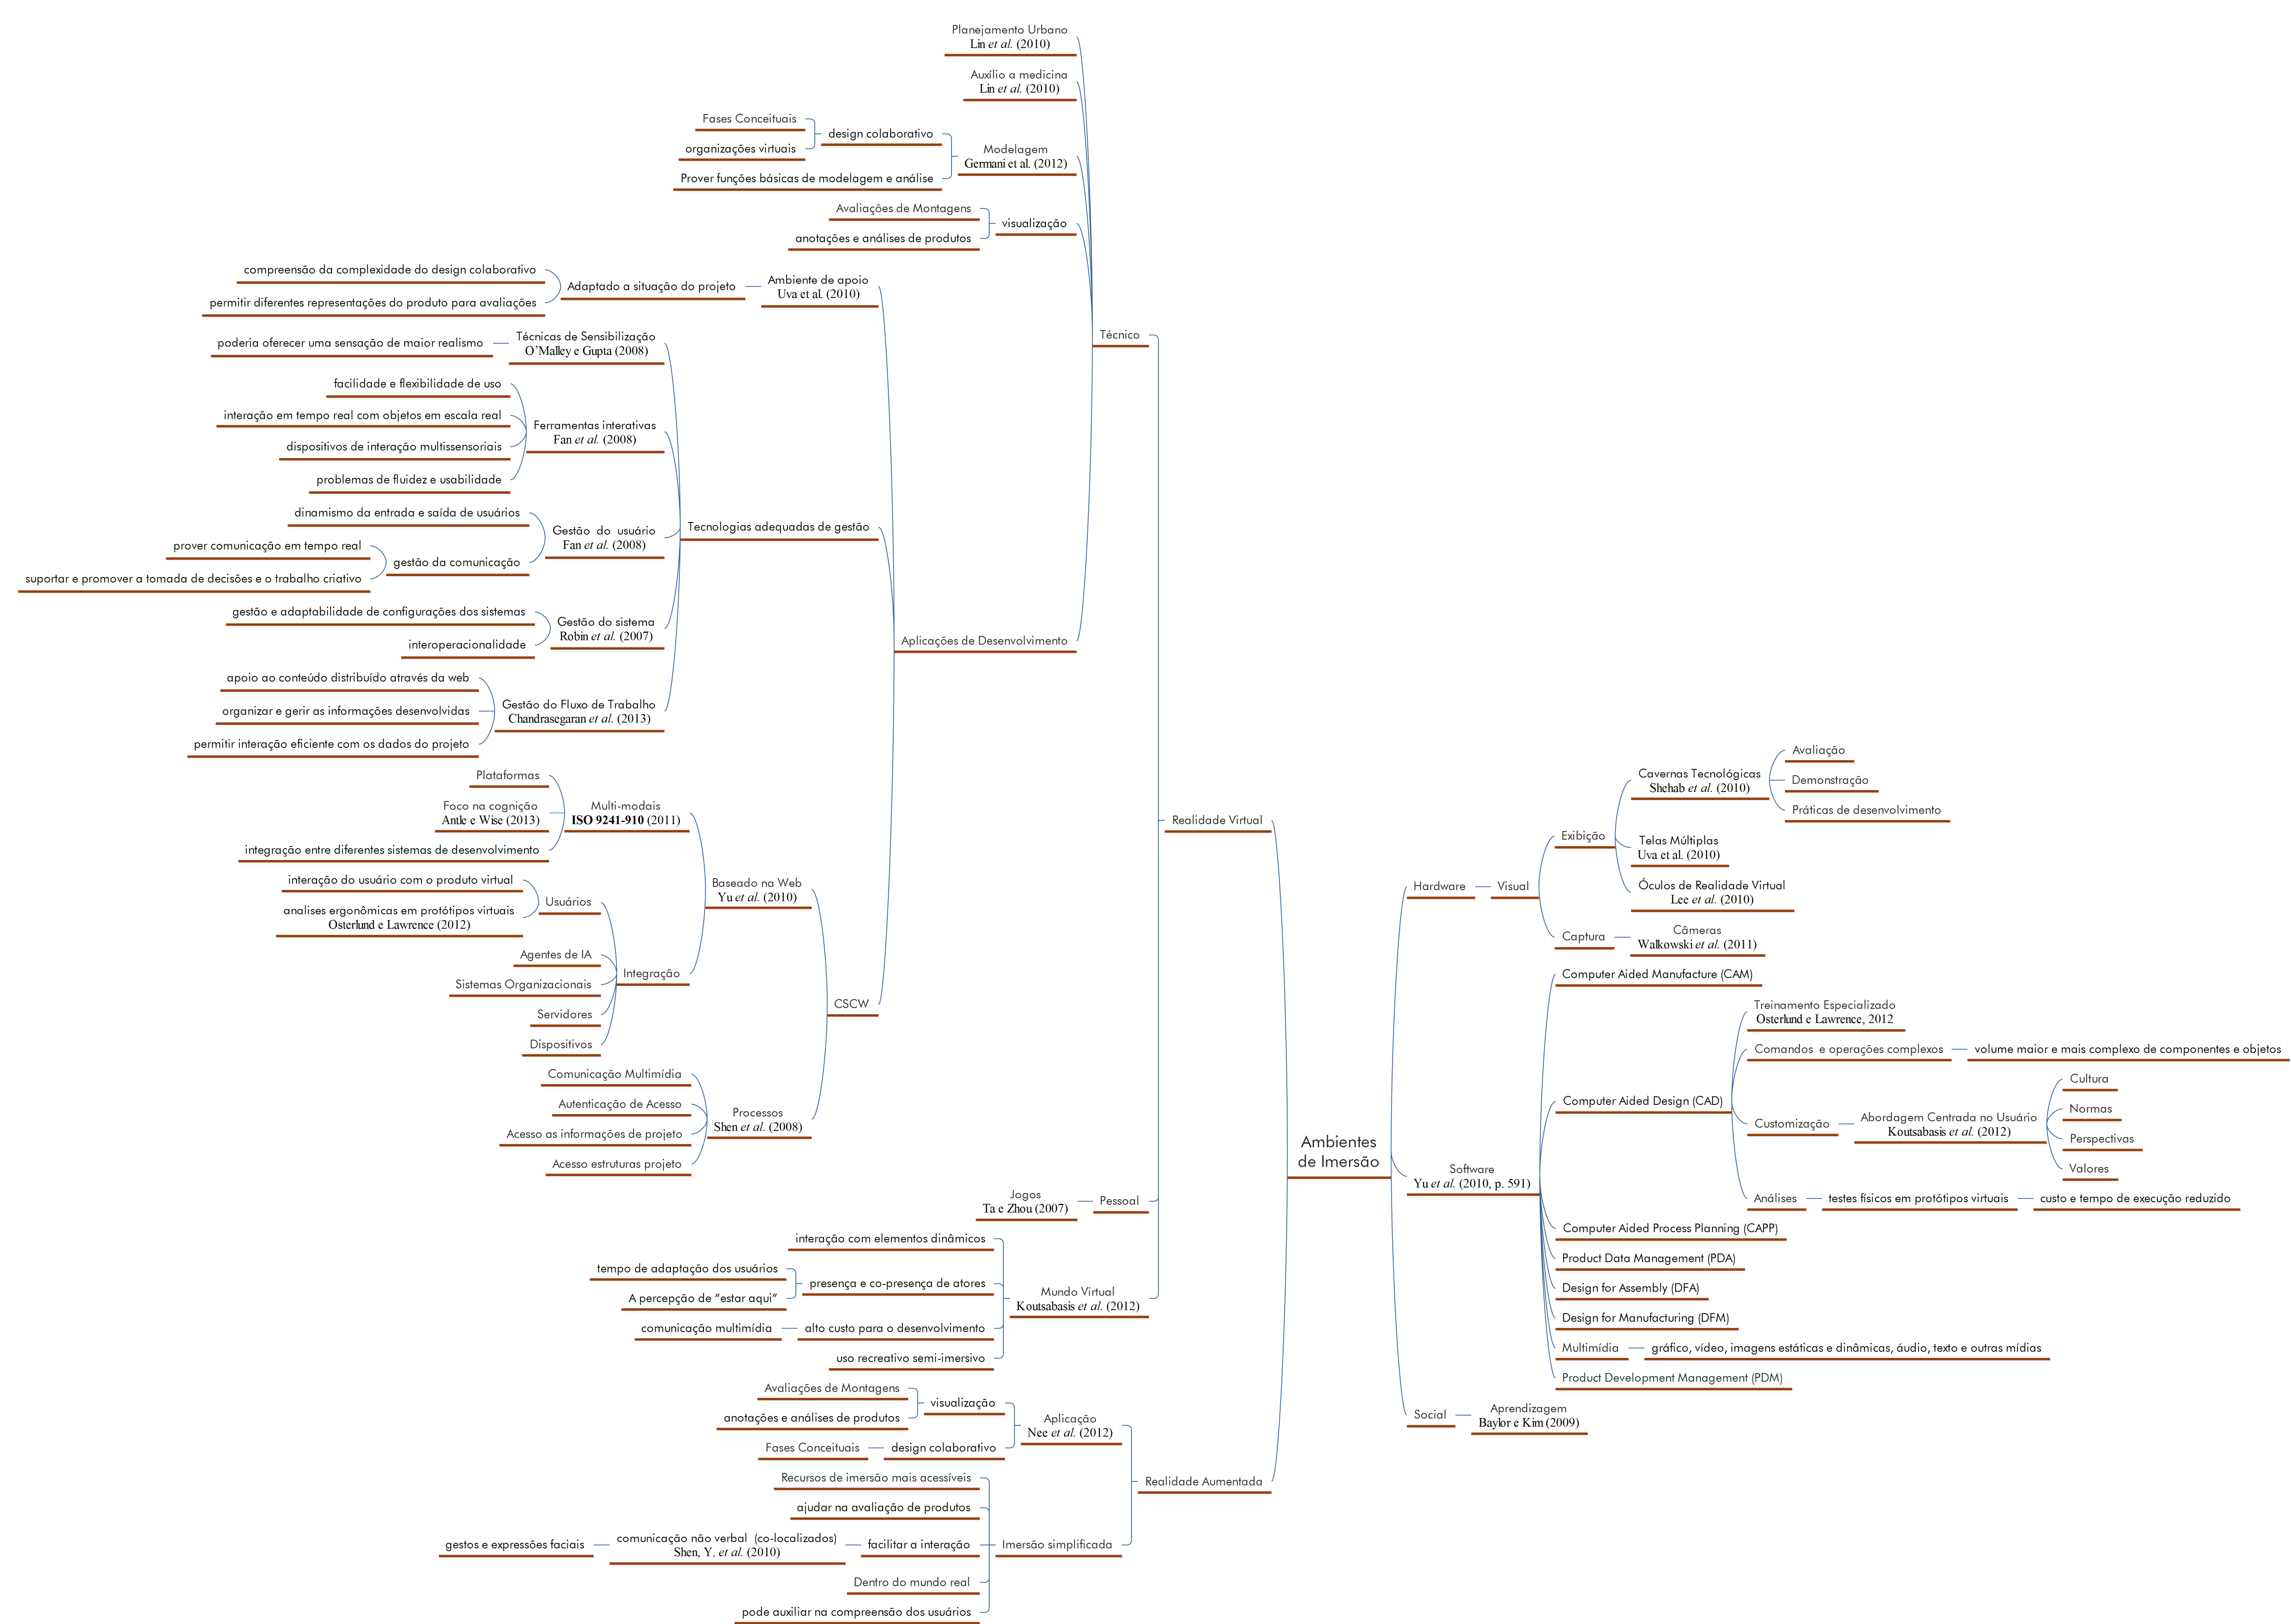 Planejamento Urbano
Lin et al. (2010)
Auxílio a medicina
Lin et al. (2010)
Fases Conceituais
organizações virtuais
design colaborativo
Prover funções básicas de modelagem e análise
Modelagem
Germani et al. (2012)
Avaliações de Montagens
anotações e análises de produtos
visualização
compreensão da complexidade do design colaborativo
permitir diferentes representações do produto para avaliações
Adaptado a situação do projeto
Ambiente de apoio
Uva et al. (2010)
Técnico
poderia oferecer uma sensação de maior realismo
Técnicas de Sensibilização
O'Malley e Gupta (2008)
facilidade e flexibilidade de uso
interação em tempo real com objetos em escala real
dispositivos de interação multissensoriais
problemas de fluidez e usabilidade
Ferramentas interativas
Fan et al. (2008)
dinamismo da entrada e saída de usuários
prover comunicação em tempo real
suportar e promover a tomada de decisões e o trabalho criativo
gestão da comunicação
Gestão do usuário
Fan et al. (2008)
Tecnologias adequadas de gestão
gestão e adaptabilidade de configurações dos sistemas
interoperacionalidade
Gestão do sistema
Robin et al. (2007)
Aplicações de Desenvolvimento
apoio ao conteúdo distribuído através da web
organizar e gerir as informações desenvolvidas
permitir interação eficiente com os dados do projeto
Gestão do Fluxo de Trabalho
Chandrasegaran et al. (2013)
Plataformas
Foco na cognição
Antle e Wise (2013)
integração entre diferentes sistemas de desenvolvimento
Multi-modais
ISO 9241-910 (2011)
interação do usuário com o produto virtual
analises ergonômicas em protótipos virtuais
Osterlund e Lawrence (2012)
Usuários
Agentes de IA
Sistemas Organizacionais
Servidores
Dispositivos
Integração
Baseado na Web
Yu et al. (2010)
CSCW
Comunicação Multimídia
Autenticação de Acesso
Acesso as informações de projeto
Acesso estruturas projeto
Processos
Shen et al. (2008)
Realidade Virtual
Jogos
Ta e Zhou (2007)
Pessoal
interação com elementos dinâmicos
tempo de adaptação dos usuários
A percepção de “estar aqui”
presença e co-presença de atores
comunicação multimídia
alto custo para o desenvolvimento
uso recreativo semi-imersivo
Mundo Virtual
Koutsabasis et al. (2012)
Avaliações de Montagens
anotações e análises de produtos
visualização
Fases Conceituais
design colaborativo
Aplicação
Nee et al. (2012)
Recursos de imersão mais acessíveis
ajudar na avaliação de produtos
gestos e expressões faciais
comunicação não verbal (co-localizados)
Shen, Y. et al. (2010)
facilitar a interação
Dentro do mundo real
pode auxiliar na compreensão dos usuários
Imersão simplificada
Realidade Aumentada
Ambientes
de Imersão
Hardware
Visual
Exibição
Cavernas Tecnológicas
Shehab et al. (2010)
Avaliação
Demonstração
Práticas de desenvolvimento
Telas Múltiplas
Uva et al. (2010)
Óculos de Realidade Virtual
Lee et al. (2010)
Captura
Câmeras
Walkowski et al. (2011)
Software
Yu et al. (2010, p. 591)
Computer Aided Manufacture (CAM)
Computer Aided Design (CAD)
Treinamento Especializado
Osterlund e Lawrence, 2012
Comandos e operações complexos
volume maior e mais complexo de componentes e objetos
Customização
Abordagem Centrada no Usuário
Koutsabasis et al. (2012)
Cultura
Normas
Perspectivas
Valores
Análises
testes físicos em protótipos virtuais
custo e tempo de execução reduzido
Computer Aided Process Planning (CAPP)
Product Data Management (PDA)
Design for Assembly (DFA)
Design for Manufacturing (DFM)
Multimídia
gráfico, vídeo, imagens estáticas e dinâmicas, áudio, texto e outras mídias
Product Development Management (PDM)
Social
Aprendizagem
Baylor e Kim (2009)